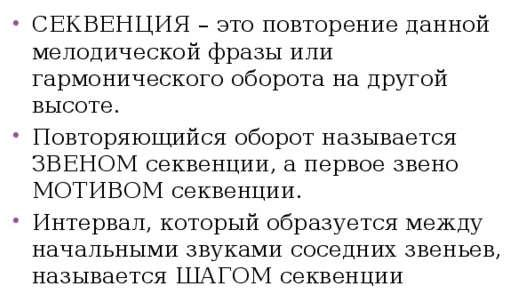 • СЕКВЕНЦИЯ – это повторение данной
мелодической фразы или
гармонического оборота на другой
высоте.
• Повторяющийся оборот называется
ЗВЕНОМ секвенции, а первое звено
МОТИВОМ секвенции.
• Интервал, который образуется между
начальными звуками соседних звеньев,
называется ШАГОМ секвенции